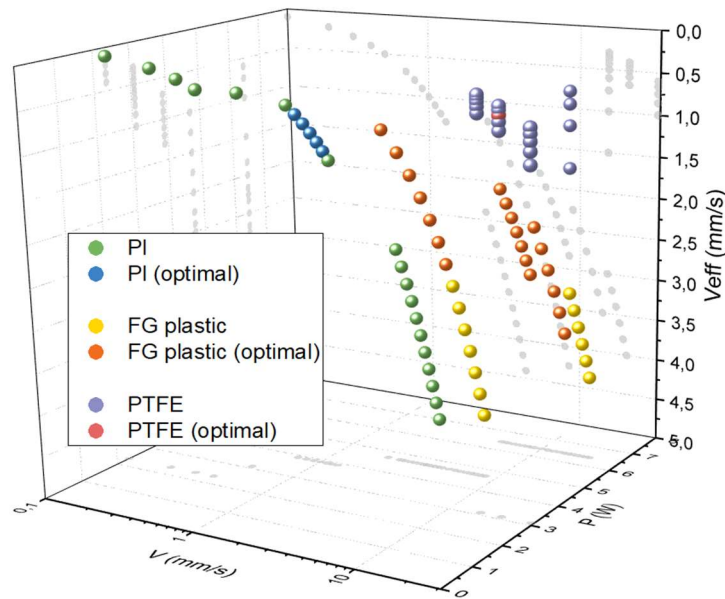 0,0
0,5
1,0
1,5
2,0
2,5
3,0
3,5
4,0
4,5
5,0
Veff (mm/s)
PI
PI (optimal)
FG plastic
FG plastic (optimal)
PTFE
PTFE (optimal)
7
6
5
4
3
2
1
0
P(W)
0,1
1
10
V (mm/s)